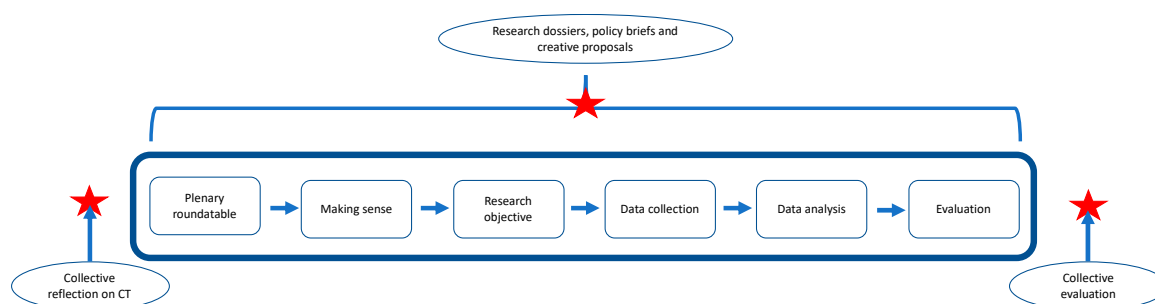 Research dossiers, policy briefs and
creative proposals
Plenary
roundatable
Making sense
Research
objective
Data collection
Data analysis
Evaluation
Collective
reflection on CT
Collective
evaluation